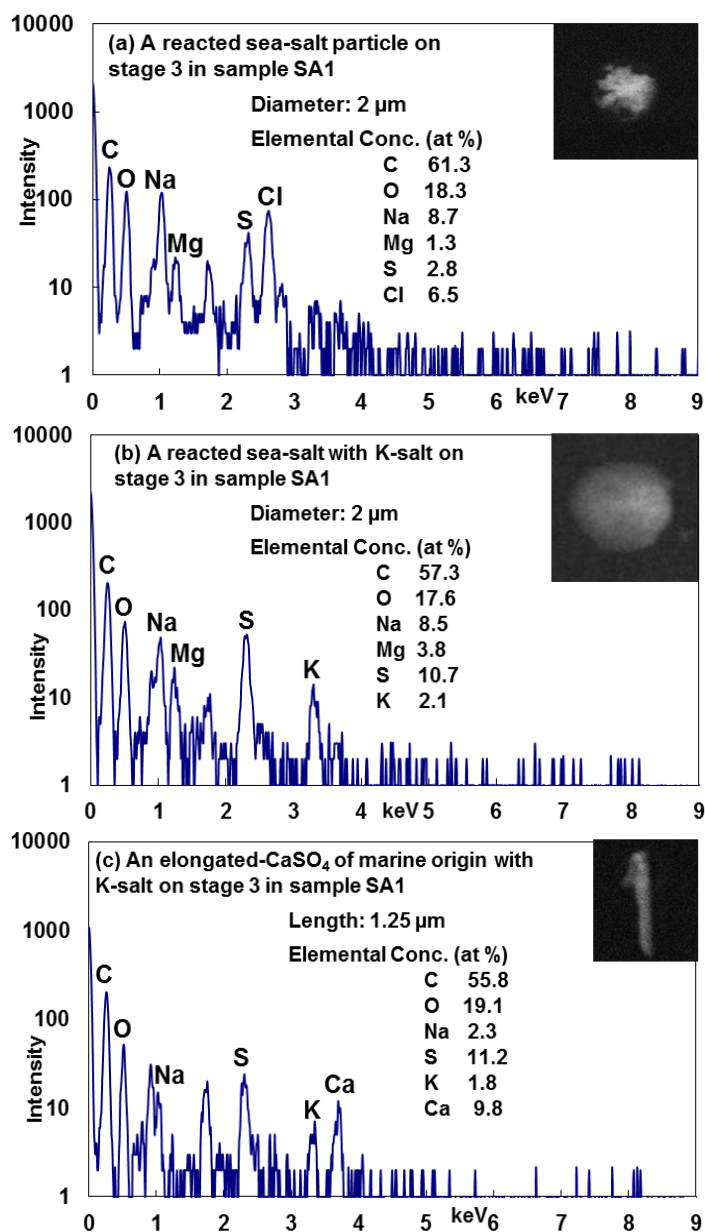 (a) A reacted sea-salt particle on
stage 3 in sample SA1
Diameter: 2 µm
Elemental Conc. (at %)
C 61.3
O 18.3
Na 8.7
Mg 1.3
S 2.8
Cl 6.5
Intensity
10000
1000
100
10
1
C
O
Na
Mg
S
Cl
0 1 2 3 4 5 6 keV 7 8 9
(b) A reacted sea-salt with K-salt on
stage 3 in sample SA1
Diameter: 2 µm
Elemental Conc. (at %)
C 57.3
O 17.6
Na 8.5
Mg 3.8
S 10.7
K 2.1
Intensity
10000
1000
100
10
1
C
O
Na
Mg
S
K
0 1 2 3 4 keV 5 6 7 8 9
(c) An elongated-CaSO₄ of marine origin with
K-salt on stage 3 in sample SA1
Length: 1.25 µm
Elemental Conc. (at %)
C 55.8
O 19.1
Na 2.3
S 11.2
K 1.8
Ca 9.8
Intensity
10000
1000
100
10
1
C
O
Na
S
K
Ca
0 1 2 3 4 keV 5 6 7 8 9